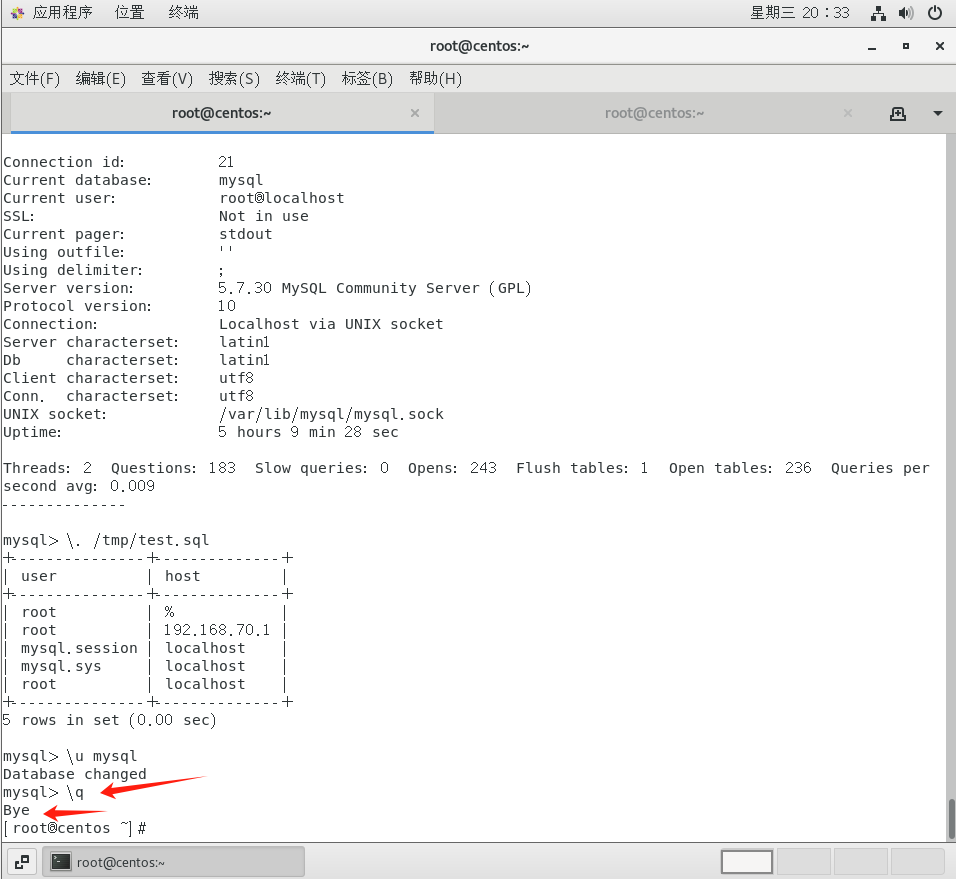 应用程序 位置 终端 星期三 20：33
root@centos:~
文件(F) 编辑(E) 查看(V) 搜索(S) 终端(T) 标签(B) 帮助(H)
root@centos:~ × root@centos:~ ×
Connection id: 21
Current database: mysql
Current user: root@localhost
SSL: Not in use
Current pager: stdout
Using outfile: ''
Using delimiter: ;
Server version: 5.7.30 MySQL Community Server (GPL)
Protocol version: 10
Connection: Localhost via UNIX socket
Server characterset: latin1
Db characterset: latin1
Client characterset: utf8
Conn. characterset: utf8
UNIX socket: /var/lib/mysql/mysql.sock
Uptime: 5 hours 9 min 28 sec
Threads: 2 Questions: 183 Slow queries: 0 Opens: 243 Flush tables: 1 Open tables: 236 Queries per
second avg: 0.009
--------------
mysql> \. /tmp/test.sql
+---------------+--------------+
| user | host |
+---------------+--------------+
| root | % |
| root | 192.168.70.1 |
| mysql.session | localhost |
| mysql.sys | localhost |
| root | localhost |
+---------------+--------------+
5 rows in set (0.00 sec)
mysql> \u mysql
Database changed
mysql> \q
Bye
[root@centos ~]#
root@centos:~